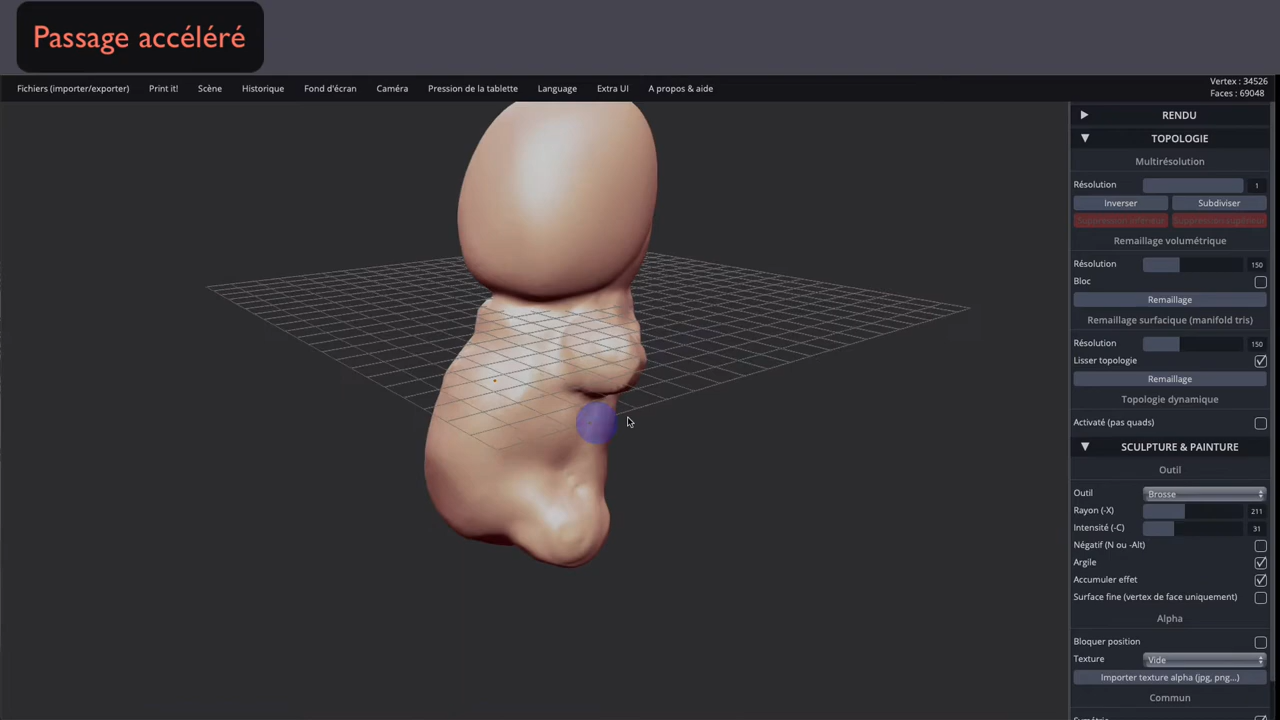 Passage accéléré
Fichiers (importer/exporter) Print it! Scène Historique Fond d'écran Caméra Pression de la tablette Language Extra UI A propos & aide
Vertex : 34526
Faces : 69048
RENDU
TOPOLOGIE
Multirésolution
Résolution 1
Inverser Subdiviser
Suppression inférieur Suppression supérieur
Remaillage volumétrique
Résolution 150
Bloc
Remaillage
Remaillage surfacique (manifold tris)
Résolution 150
Lisser topologie
Remaillage
Topologie dynamique
Activaté (pas quads)
SCULPTURE & PAINTURE
Outil
Outil Brosse
Rayon (-X) 211
Intensité (-C) 31
Négatif (N ou -Alt)
Argile
Accumuler effet
Surface fine (vertex de face uniquement)
Alpha
Bloquer position
Texture Vide
Importer texture alpha (jpg, png...)
Commun